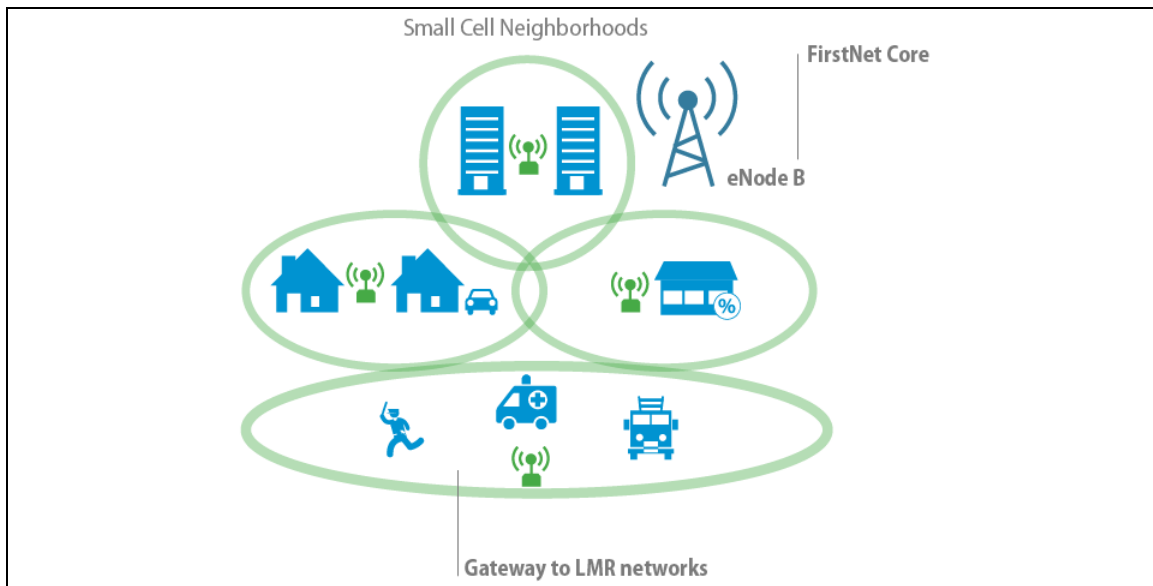 Small Cell Neighborhoods
FirstNet Core
eNode B
%
Gateway to LMR networks